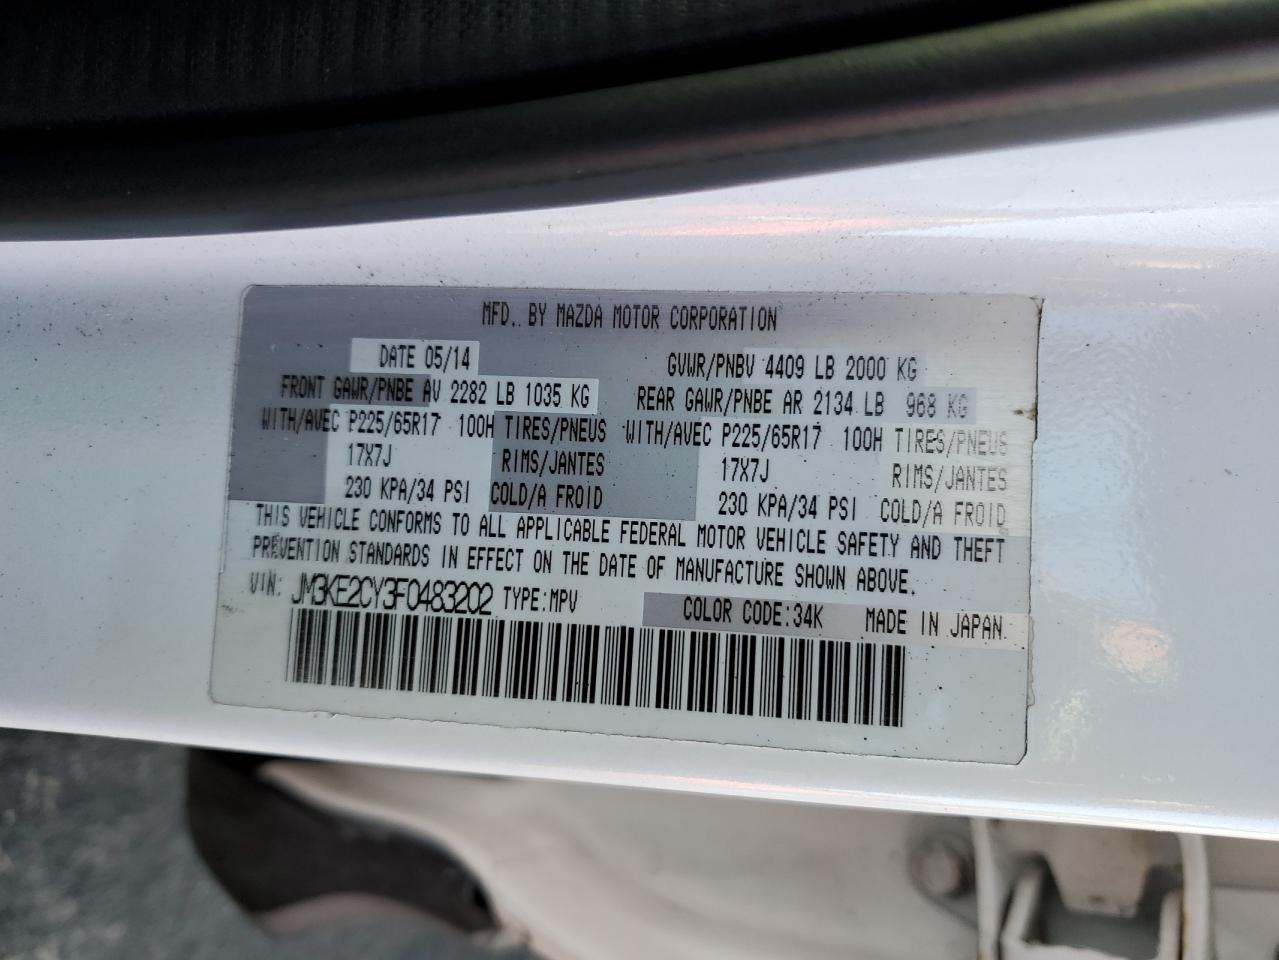 MFD.. BY MAZDA MOTOR CORPORATION
DATE 05/14 GVWR/PNBV 4409 LB 2000 KG
FRONT GAWR/PNBE AV 2282 LB 1035 KG REAR GAWR/PNBE AR 2134 LB 968 KG
WITH/AVEC P225/65R17 100H TIRES/PNEUS WITH/AVEC P225/65R17 100H TIRES/PNEUS
17X7J RIMS/JANTES 17X7J RIMS/JANTES
230 KPA/34 PSI COLD/A FROID 230 KPA/34 PSI COLD/A FROID
THIS VEHICLE CONFORMS TO ALL APPLICABLE FEDERAL MOTOR VEHICLE SAFETY AND THEFT
PREVENTION STANDARDS IN EFFECT ON THE DATE OF MANUFACTURE SHOWN ABOVE.
VIN: JM3KE2CY3F0483202 TYPE:MPV COLOR CODE:34K MADE IN JAPAN